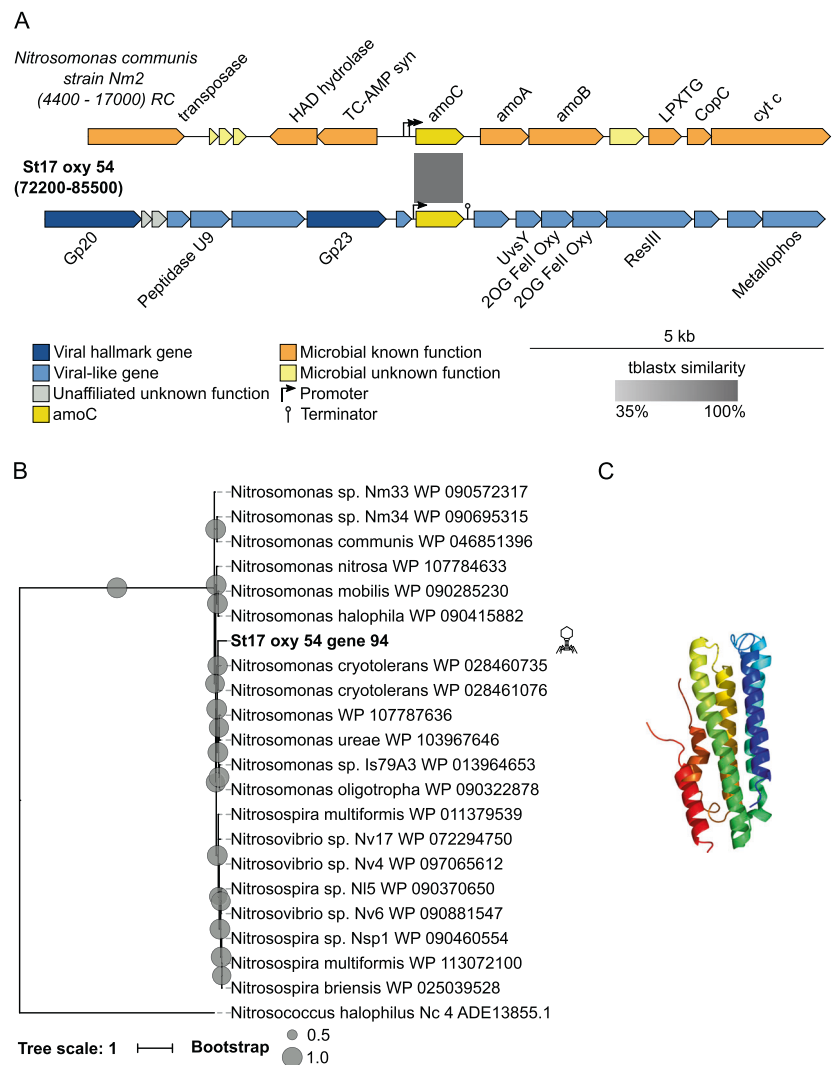 A
Nitrosomonas communis
strain Nm2
(4400 - 17000) RC
transposase
HAD hydrolase
TC-AMP syn
amoC
amoA
amoB
LPXTG
CopC
cyt c
St17 oxy 54
(72200-85500)
Gp20
Peptidase U9
Gp23
UvsY
2OG FeII Oxy
2OG FeII Oxy
ResIII
Metallophos
Viral hallmark gene
Viral-like gene
Unaffiliated unknown function
amoC
Microbial known function
Microbial unknown function
Promoter
Terminator
5 kb
tblastx similarity
35% 100%
B
Nitrosomonas sp. Nm33 WP 090572317
Nitrosomonas sp. Nm34 WP 090695315
Nitrosomonas communis WP 046851396
Nitrosomonas nitrosa WP 107784633
Nitrosomonas mobilis WP 090285230
Nitrosomonas halophila WP 090415882
St17 oxy 54 gene 94
Nitrosomonas cryotolerans WP 028460735
Nitrosomonas cryotolerans WP 028461076
Nitrosomonas WP 107787636
Nitrosomonas ureae WP 103967646
Nitrosomonas sp. Is79A3 WP 013964653
Nitrosomonas oligotropha WP 090322878
Nitrosospira multiformis WP 011379539
Nitrosovibrio sp. Nv17 WP 072294750
Nitrosovibrio sp. Nv4 WP 097065612
Nitrosospira sp. Nl5 WP 090370650
Nitrosovibrio sp. Nv6 WP 090881547
Nitrosospira sp. Nsp1 WP 090460554
Nitrosospira multiformis WP 113072100
Nitrosospira briensis WP 025039528
Nitrosococcus halophilus Nc 4 ADE13855.1
Tree scale: 1
Bootstrap
0.5
1.0
C